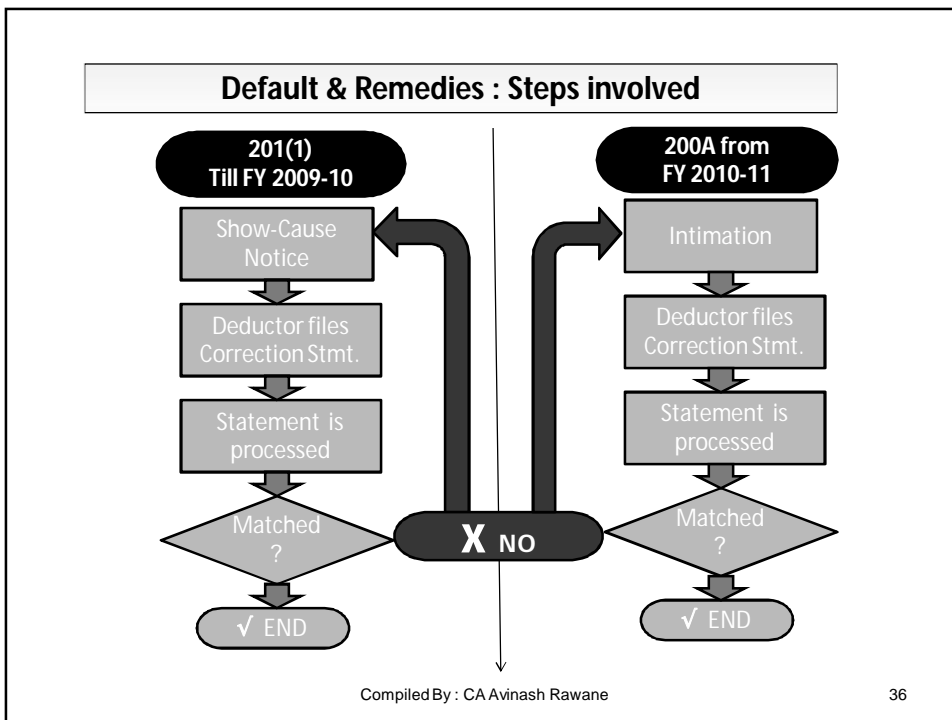 Default & Remedies : Steps involved
201(1)
Till FY 2009-10
Show-Cause
Notice
Deductor files
Correction Stmt.
Statement is
processed
Matched
?
√ END
X NO
200A from
FY 2010-11
Intimation
Deductor files
Correction Stmt.
Statement is
processed
Matched
?
√ END
Compiled By : CA Avinash Rawane
36